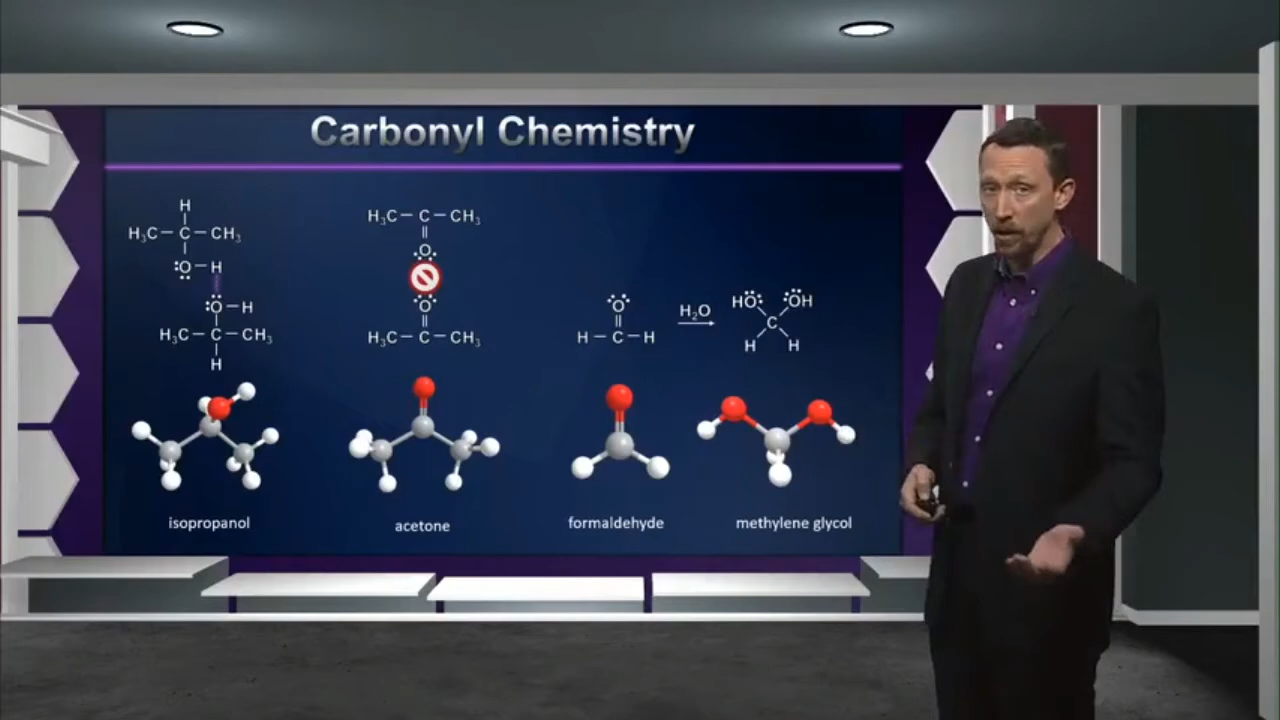 Carbonyl Chemistry
H
H₃C – C – CH₃
:Ö – H
:Ö – H
H₃C – C – CH₃
H
H₃C – C – CH₃
O
O
H₃C – C – CH₃
O
H – C – H
H₂O
HO OH
C
H H
isopropanol
acetone
formaldehyde
methylene glycol